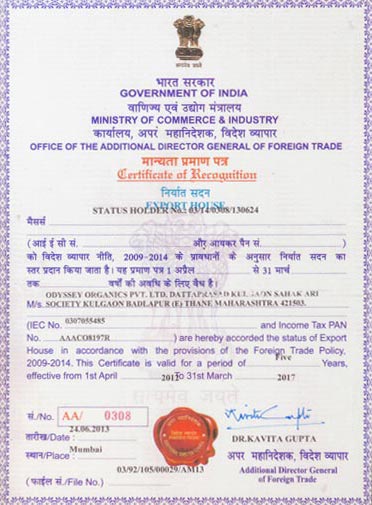 सत्यमेव जयते
भारत सरकार
GOVERNMENT OF INDIA
वाणिज्य एवं उद्योग मंत्रालय
MINISTRY OF COMMERCE & INDUSTRY
कार्यालय, अपर महानिदेशक, विदेश व्यापार
OFFICE OF THE ADDITIONAL DIRECTOR GENERAL OF FOREIGN TRADE
मान्यता प्रमाण पत्र
Certificate of Recognition
निर्यात सदन
EXPORT HOUSE
STATUS HOLDER No.: 03/14/0308/130624
मैसर्स
(आई ई सी सं. और आयकर पैन सं. )
को विदेश व्यापार नीति, 2009-2014 के प्रावधानों के अनुसार निर्यात सदन का
स्तर प्रदान किया जाता है। यह प्रमाण पत्र 1 अप्रैल से 31 मार्च
तक वर्षों की अवधि के लिए वैध है।
ODYSSEY ORGANICS PVT. LTD. DATTAPRASAD KULGAON SAHAKARI
M/s. SOCIETY KULGAON BADLAPUR (E) THANE MAHARASHTRA 421503.
(IEC No. 0307055485 and Income Tax PAN
No. AAACO8197R ) are hereby accorded the status of Export
House in accordance with the provisions of the Foreign Trade Policy,
2009-2014. This Certificate is valid for a period of Five Years,
effective from 1st April 2012 to 31st March 2017
सत्यमेव जयते
सं./No. AA/ 0308
तारीख/Date : 24.06.2013
स्थान/Place : Mumbai
03/92/105/00029/AM13
(फाईल सं./File No.)
DR.KAVITA GUPTA
अपर महानिदेशक, विदेश व्यापार
Additional Director General
of Foreign Trade